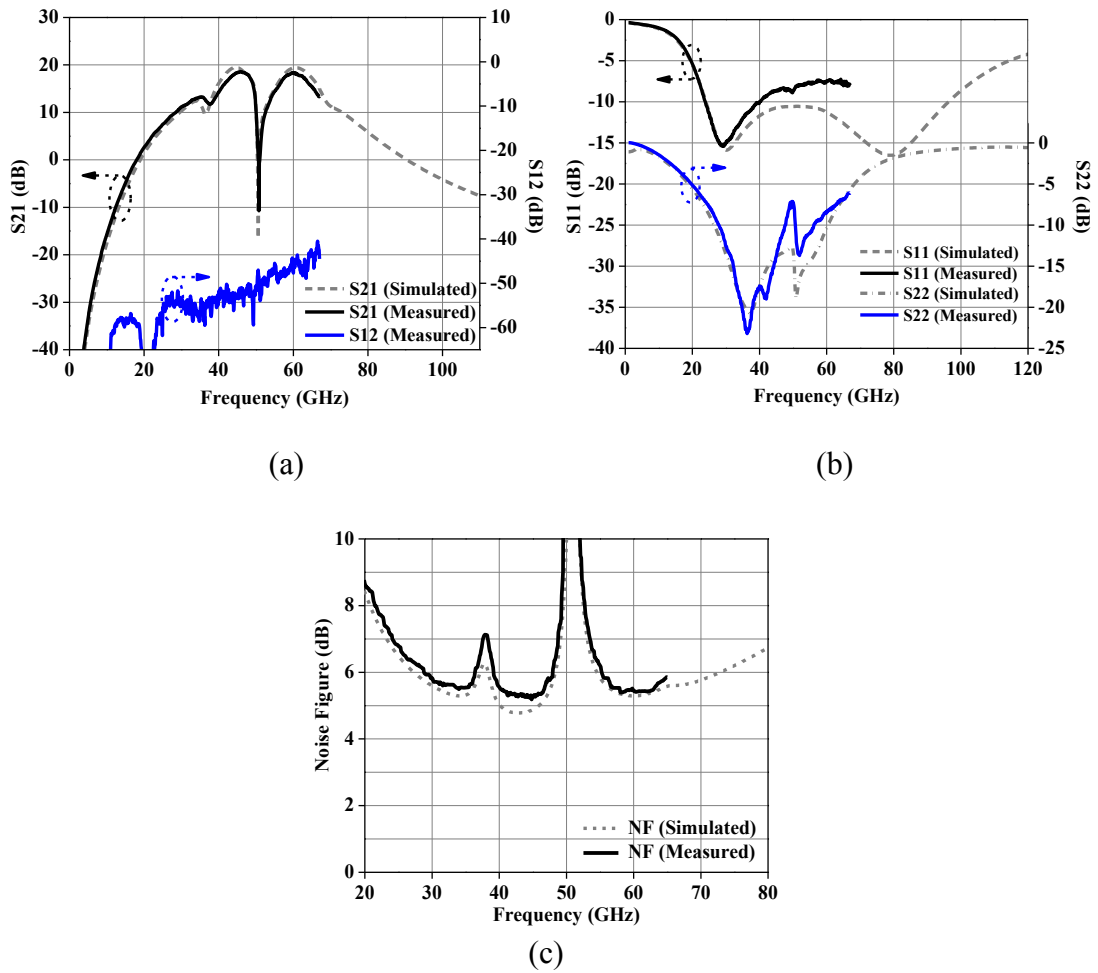 30
20
10
0
-10
-20
-30
-40
S21 (dB)
10
0
-10
-20
-30
-40
-50
-60
S12 (dB)
S21 (Simulated)
S21 (Measured)
S12 (Measured)
0 20 40 60 80 100
Frequency (GHz)
(a)
0
-5
-10
-15
-20
-25
-30
-35
-40
S11 (dB)
0
-5
-10
-15
-20
-25
S22 (dB)
S11 (Simulated)
S11 (Measured)
S22 (Simulated)
S22 (Measured)
0 20 40 60 80 100 120
Frequency (GHz)
(b)
10
8
6
4
2
0
Noise Figure (dB)
NF (Simulated)
NF (Measured)
20 30 40 50 60 70 80
Frequency (GHz)
(c)